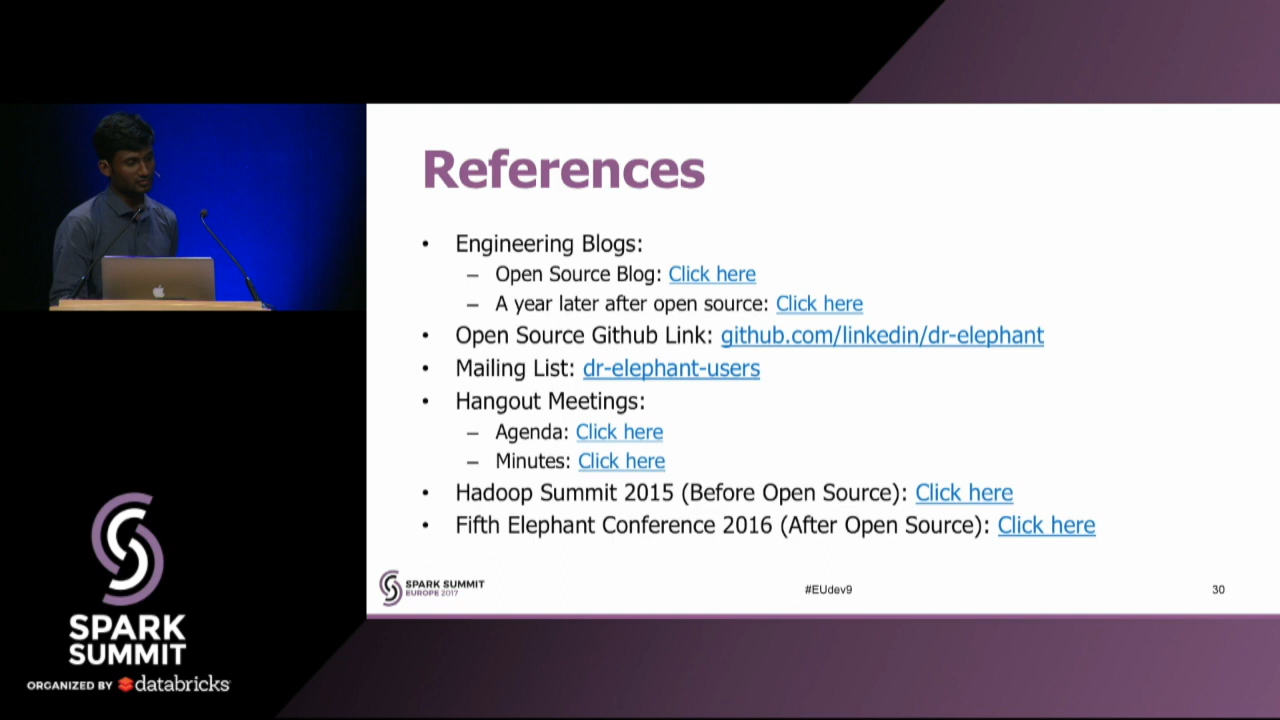 References
• Engineering Blogs:
– Open Source Blog: Click here
– A year later after open source: Click here
• Open Source Github Link: github.com/linkedin/dr-elephant
• Mailing List: dr-elephant-users
• Hangout Meetings:
– Agenda: Click here
– Minutes: Click here
• Hadoop Summit 2015 (Before Open Source): Click here
• Fifth Elephant Conference 2016 (After Open Source): Click here
SPARK SUMMIT
EUROPE 2017
#EUdev9
30
SPARK
SUMMIT
ORGANIZED BY databricks